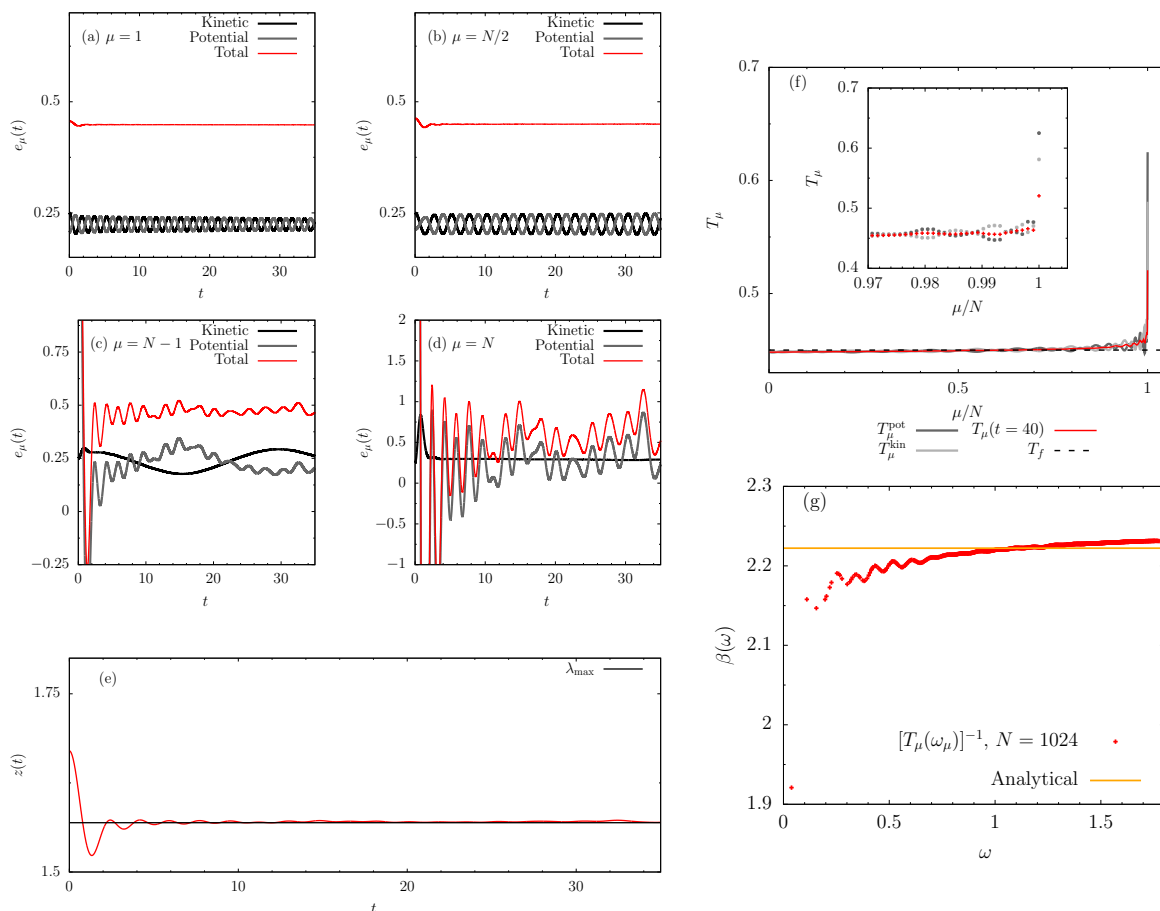 (a) μ = 1
Kinetic
Potential
Total
0.5
0.25
e_μ(t)
0 10 20 30
t
(b) μ = N/2
Kinetic
Potential
Total
0.5
0.25
e_μ(t)
0 10 20 30
t
(c) μ = N − 1
Kinetic
Potential
Total
0.75
0.5
0.25
0
−0.25
e_μ(t)
0 10 20 30
t
(d) μ = N
Kinetic
Potential
Total
2
1.5
1
0.5
0
−0.5
−1
e_μ(t)
0 10 20 30
t
(e)
λ_max
1.75
1.5
z(t)
0 10 20 30
t
(f)
0.7
0.6
0.5
T_μ
0 0.5 1
μ/N
0.7
0.6
0.5
0.4
T_μ
0.97 0.98 0.99 1
μ/N
T_μ^pot T_μ(t = 40)
T_μ^kin T_f
(g)
2.3
2.2
2.1
2
1.9
β(ω)
[T_μ(ω_μ)]^−1, N = 1024
Analytical
0 0.5 1 1.5
ω